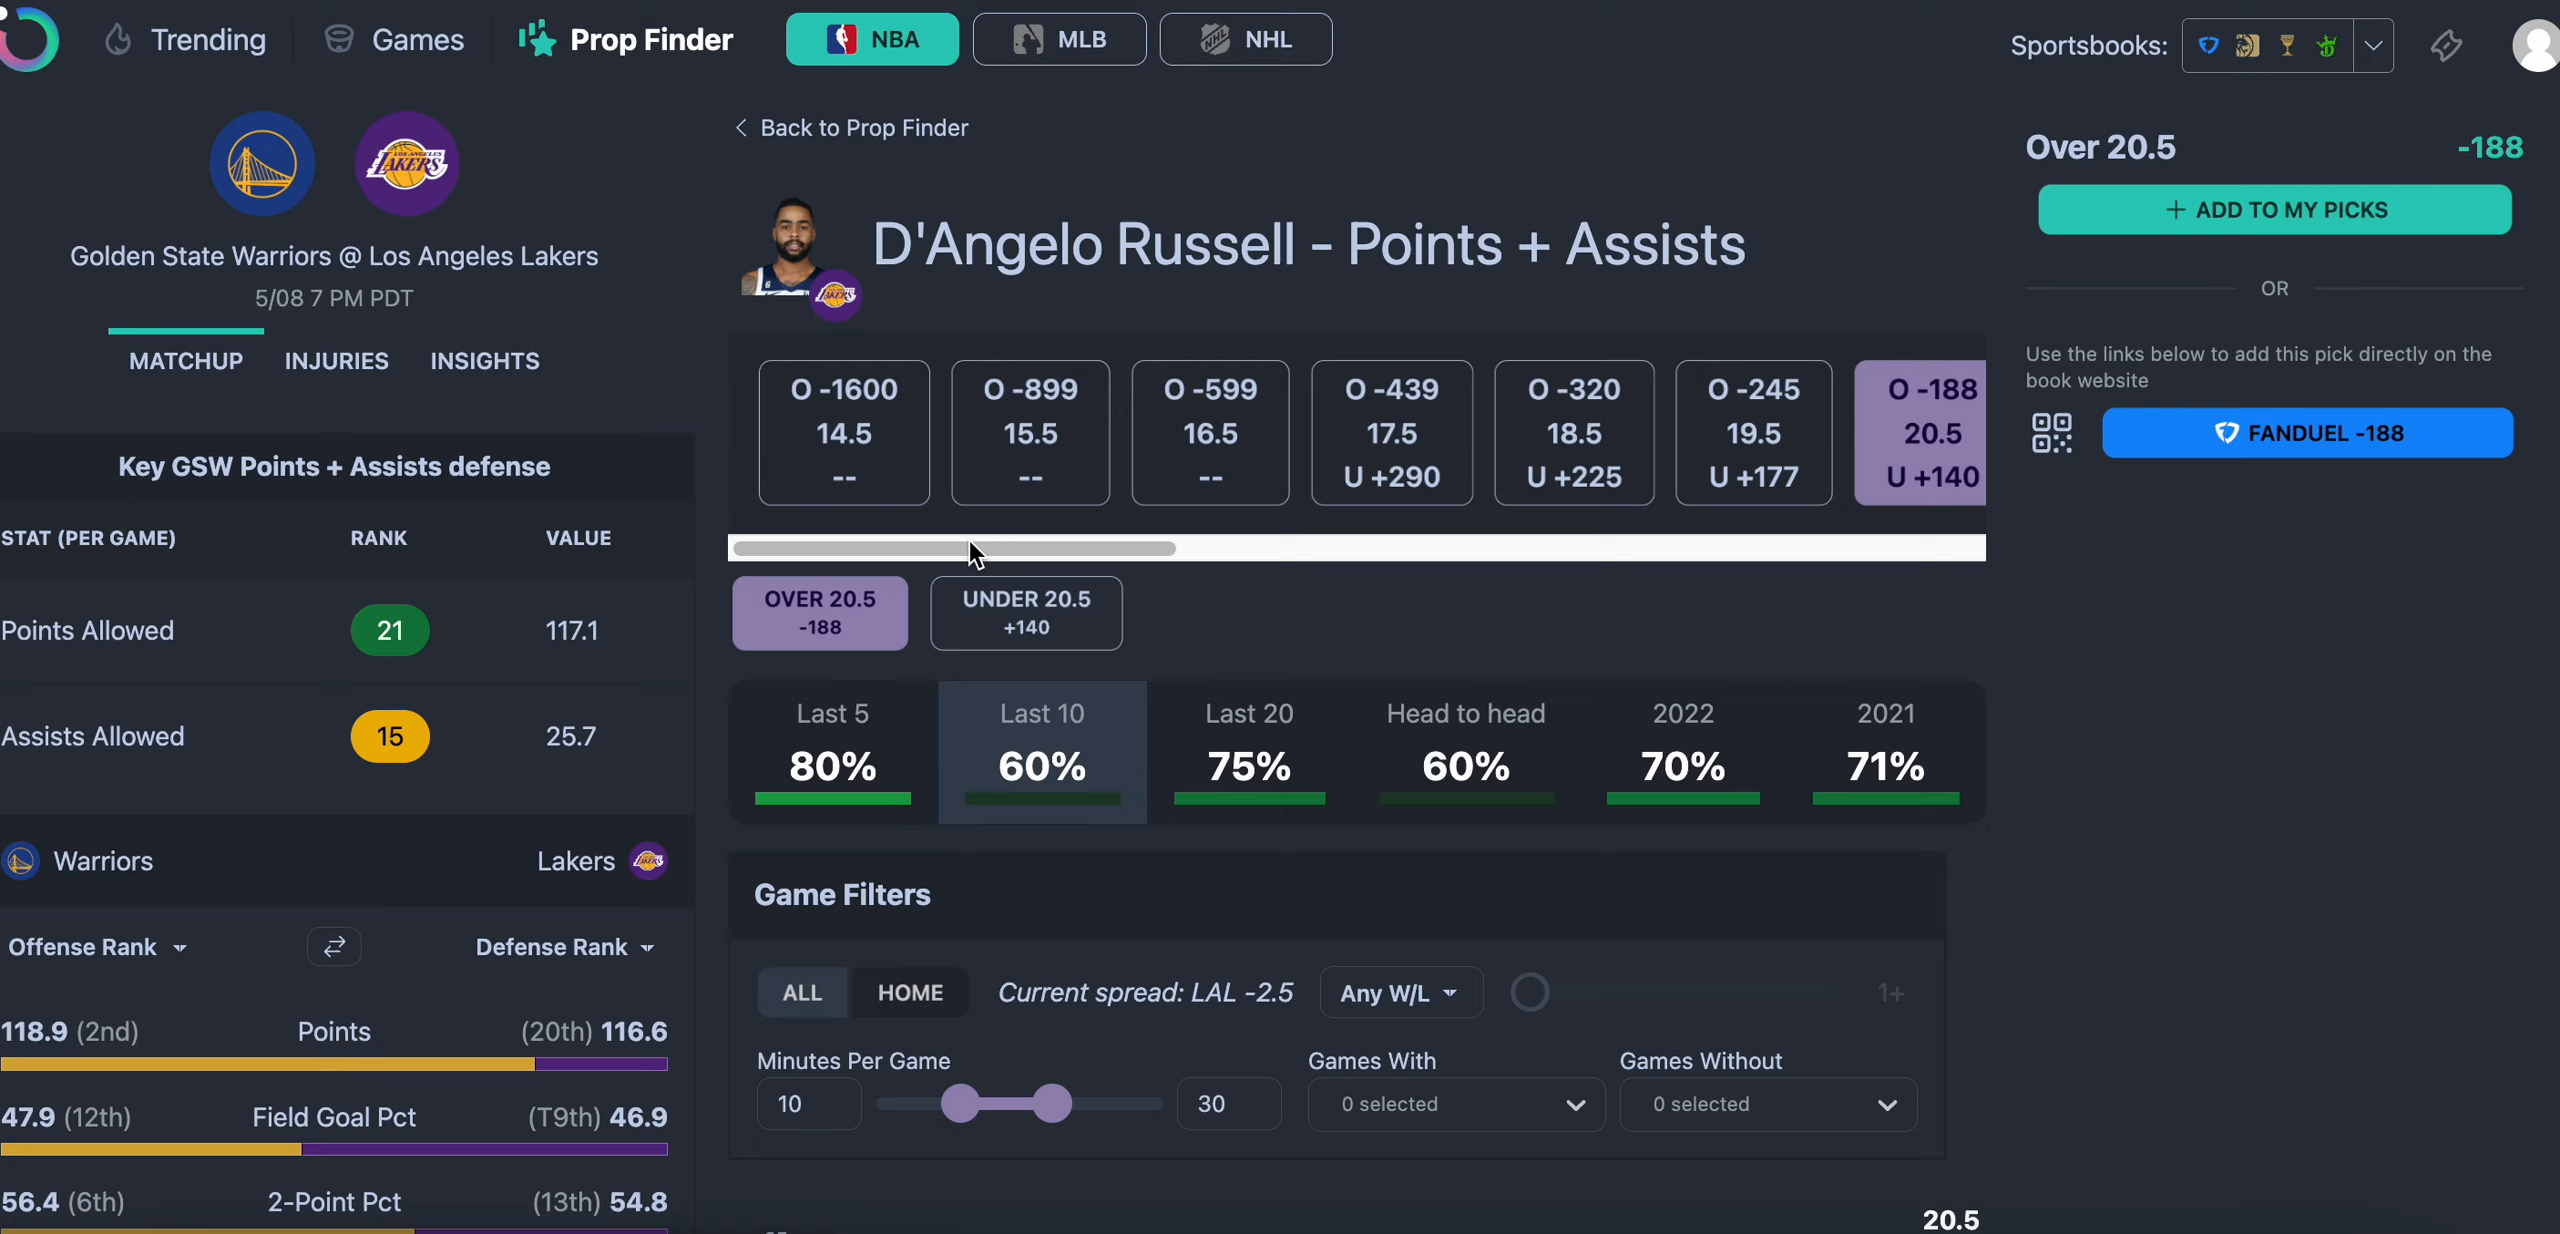 Trending
Games
Prop Finder
NBA
MLB
NHL
Sportsbooks:
Golden State Warriors @ Los Angeles Lakers
5/08 7 PM PDT
MATCHUP INJURIES INSIGHTS
Key GSW Points + Assists defense
STAT (PER GAME) RANK VALUE
Points Allowed 21 117.1
Assists Allowed 15 25.7
Warriors Lakers
Offense Rank Defense Rank
118.9 (2nd) Points (20th) 116.6
47.9 (12th) Field Goal Pct (T9th) 46.9
56.4 (6th) 2-Point Pct (13th) 54.8
Back to Prop Finder
D'Angelo Russell - Points + Assists
O -1600 O -899 O -599 O -439 O -320 O -245 O -188
14.5 15.5 16.5 17.5 18.5 19.5 20.5
-- -- -- U +290 U +225 U +177 U +140
OVER 20.5 UNDER 20.5
-188 +140
Last 5 Last 10 Last 20 Head to head 2022 2021
80% 60% 75% 60% 70% 71%
Game Filters
ALL HOME Current spread: LAL -2.5 Any W/L 1+
Minutes Per Game Games With Games Without
10 30 0 selected 0 selected
20.5
Over 20.5 -188
+ ADD TO MY PICKS
OR
Use the links below to add this pick directly on the
book website
FANDUEL -188